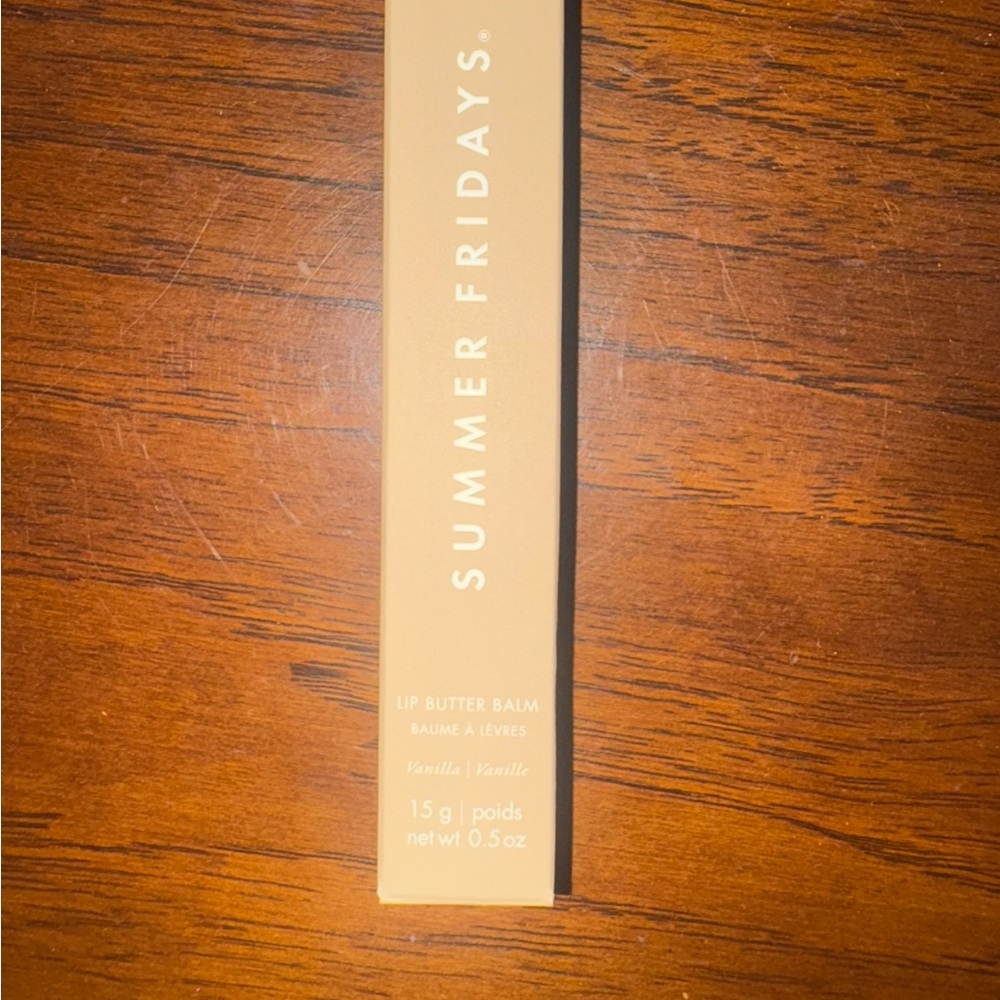 SUMMER FRIDAYS®
LIP BUTTER BALM
BAUME À LÈVRES
Vanilla | Vanille
15 g | poids
net wt 0.5 oz